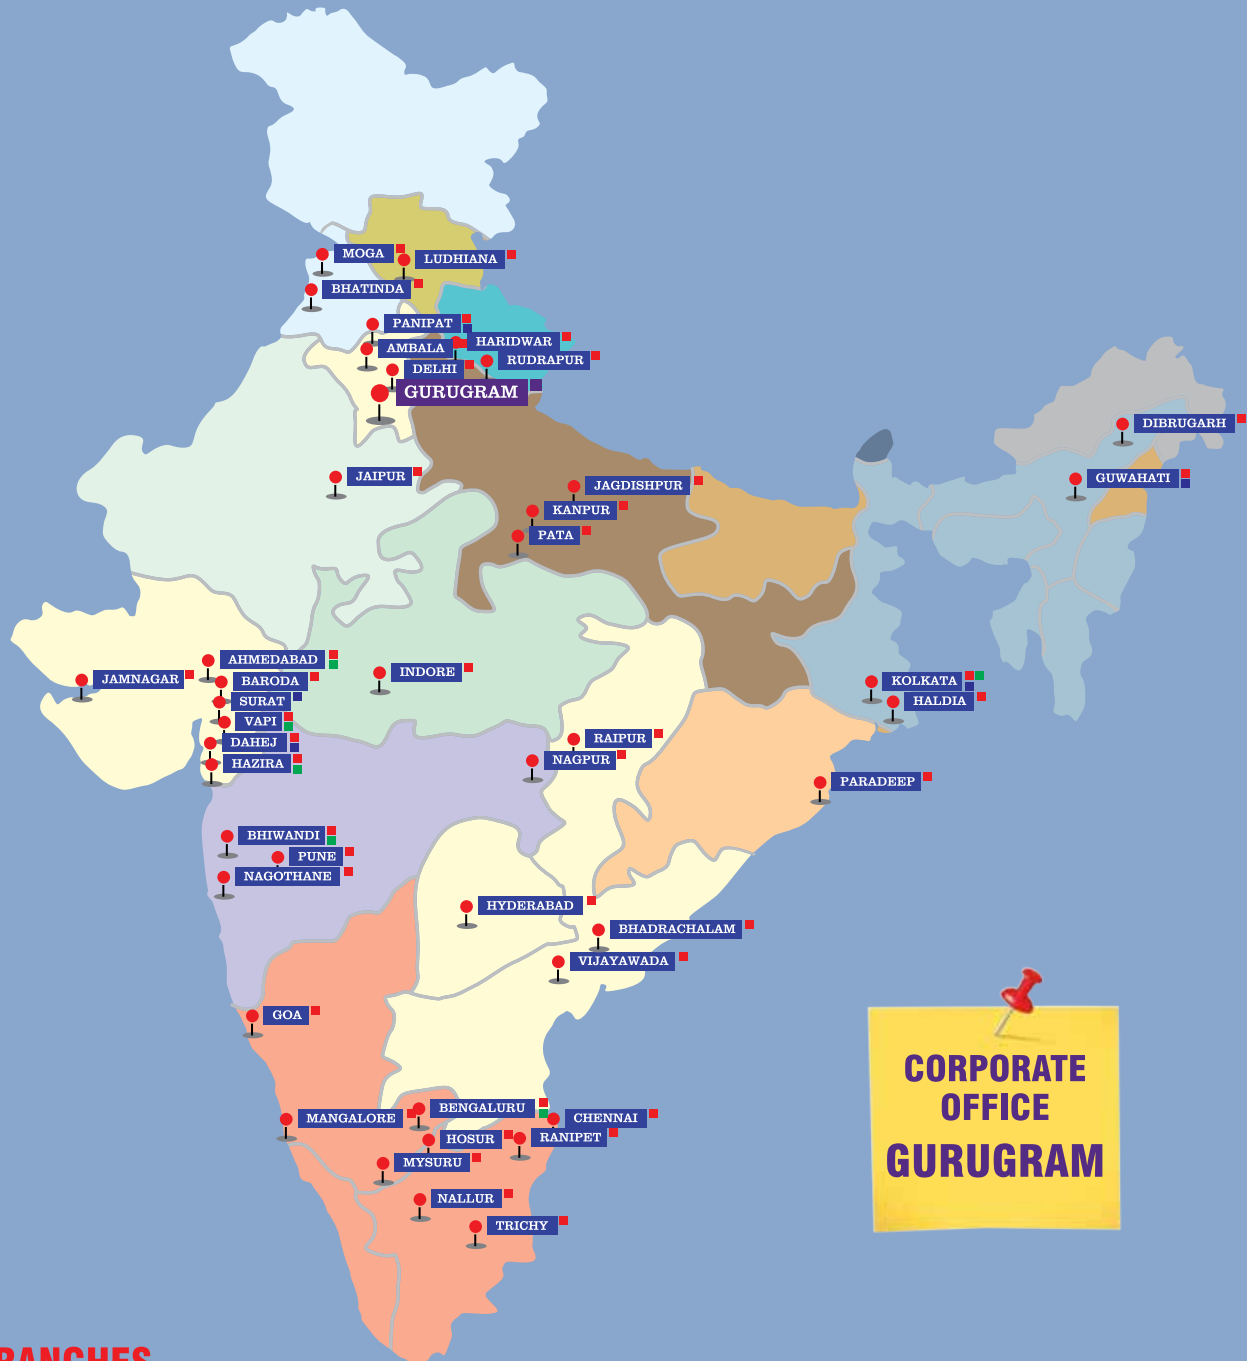 MOGA
LUDHIANA
BHATINDA
PANIPAT
HARIDWAR
AMBALA
RUDRAPUR
DELHI
GURUGRAM
DIBRUGARH
JAIPUR
GUWAHATI
JAGDISHPUR
KANPUR
PATA
AHMEDABAD
INDORE
JAMNAGAR
BARODA
KOLKATA
SURAT
HALDIA
VAPI
DAHEJ
RAIPUR
HAZIRA
NAGPUR
PARADEEP
BHIWANDI
PUNE
NAGOTHANE
HYDERABAD
BHADRACHALAM
VIJAYAWADA
GOA
CORPORATE
OFFICE
GURUGRAM
BENGALURU
MANGALORE
CHENNAI
HOSUR
RANIPET
MYSURU
NALLUR
TRICHY
RANCHES